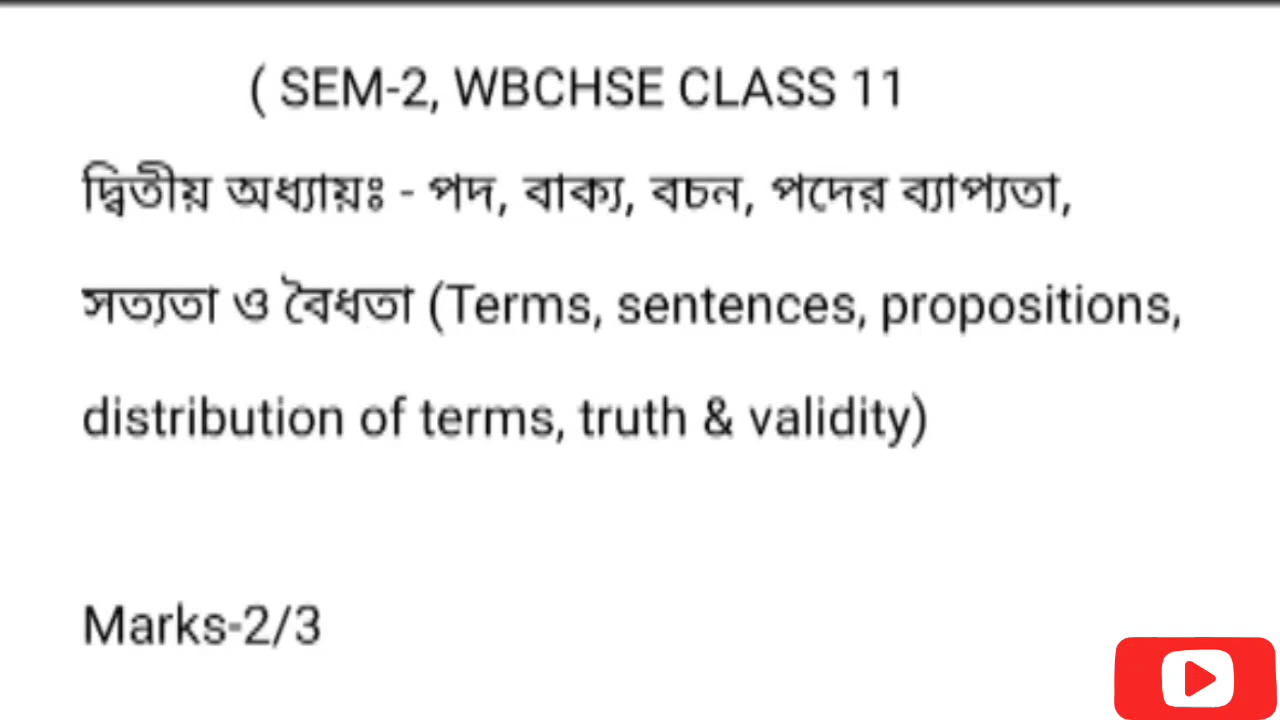 ( SEM-2, WBCHSE CLASS 11
দ্বিতীয় অধ্যায়ঃ - পদ, বাক্য, বচন, পদের ব্যাপ্যতা,
সত্যতা ও বৈধতা (Terms, sentences, propositions,
distribution of terms, truth & validity)
Marks-2/3